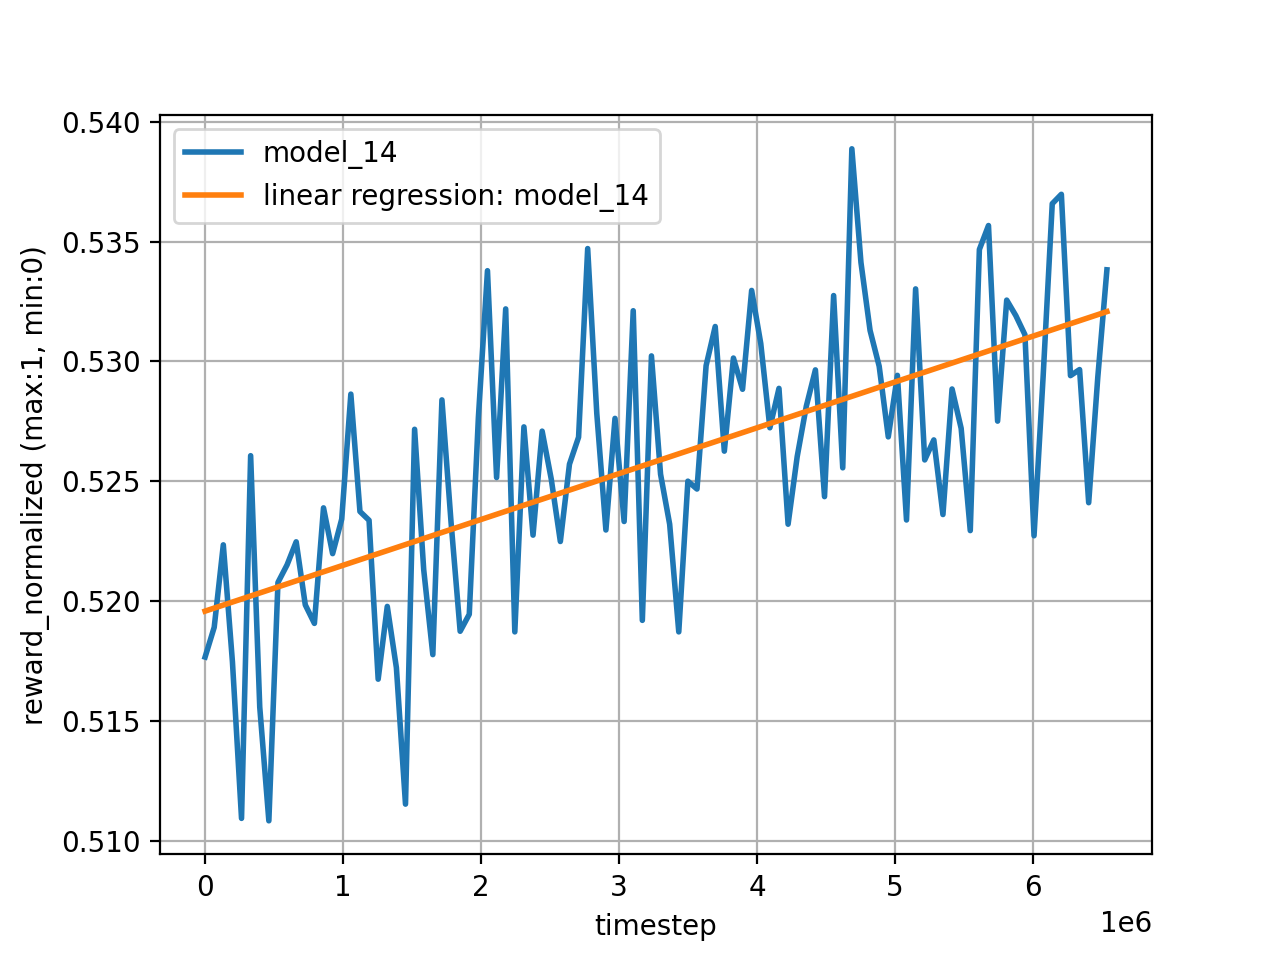 model_14
linear regression: model_14
reward_normalized (max:1, min:0)
0.540
0.535
0.530
0.525
0.520
0.515
0.510
0 1 2 3 4 5 6
1e6
timestep